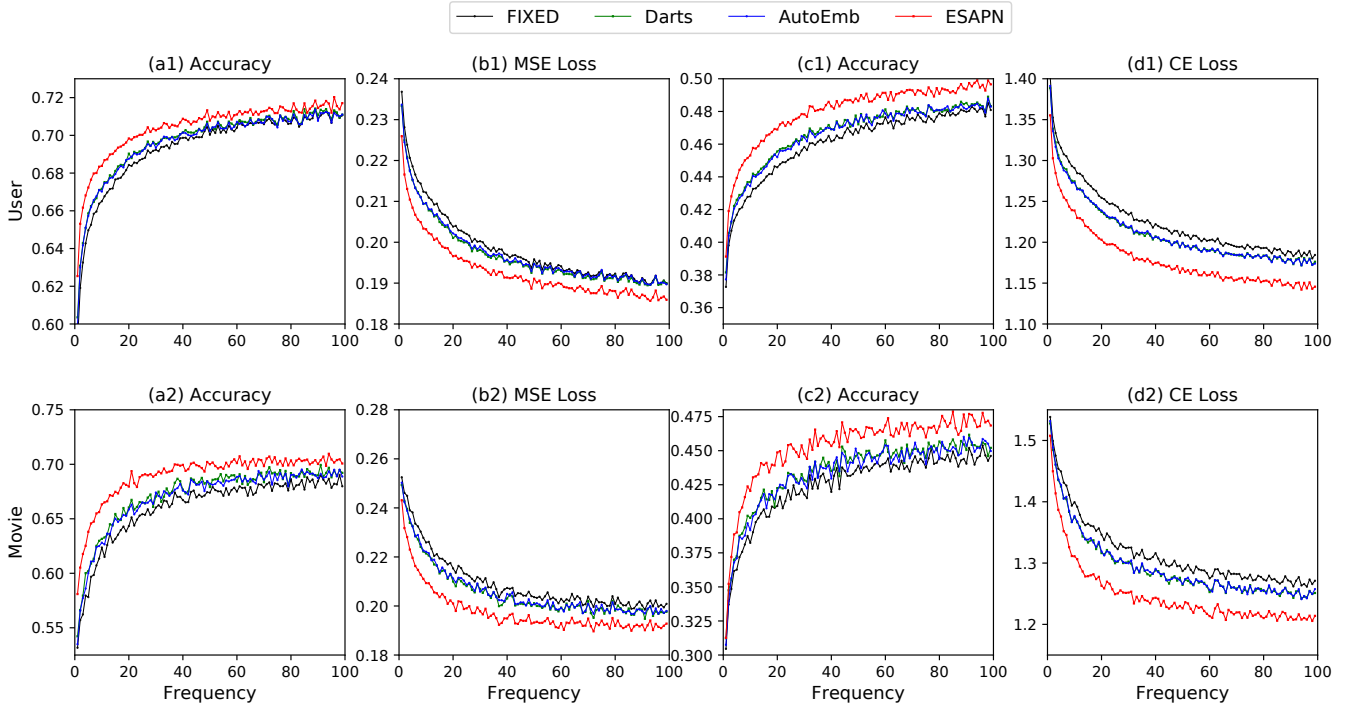 FIXED Darts AutoEmb ESAPN
(a1) Accuracy (b1) MSE Loss (c1) Accuracy (d1) CE Loss
User
0.72 0.70 0.68 0.66 0.64 0.62 0.60
0.24 0.23 0.22 0.21 0.20 0.19 0.18
0.50 0.48 0.46 0.44 0.42 0.40 0.38 0.36
1.40 1.35 1.30 1.25 1.20 1.15 1.10
0 20 40 60 80 100 0 20 40 60 80 100 0 20 40 60 80 100 0 20 40 60 80 100
(a2) Accuracy (b2) MSE Loss (c2) Accuracy (d2) CE Loss
Movie
0.75 0.70 0.65 0.60 0.55
0.28 0.26 0.24 0.22 0.20 0.18
0.475 0.450 0.425 0.400 0.375 0.350 0.325 0.300
1.5 1.4 1.3 1.2
0 20 40 60 80 100 0 20 40 60 80 100 0 20 40 60 80 100 0 20 40 60 80 100
Frequency Frequency Frequency Frequency